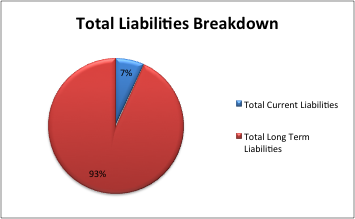 Total Liabilities Breakdown
7%
Total Current Liabilities
Total Long Term
Liabilities
93%